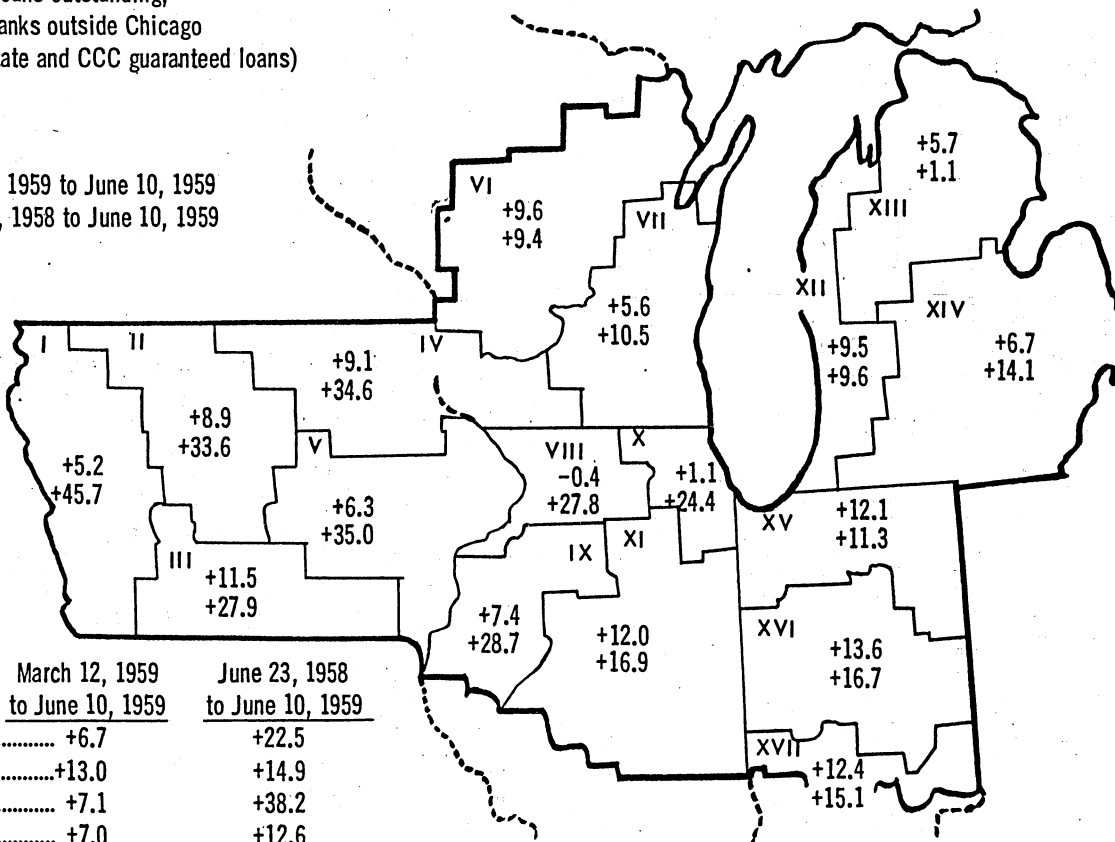 outstanding,
outside Chicago
and CCC guaranteed loans)
1959 to June 10, 1959
, 1958 to June 10, 1959
VI
+9.6
+9.4
VII
+5.6
+10.5
+5.7
+1.1
XIII
XII
+9.5
+9.6
XIV
+6.7
+14.1
I
+5.2
+45.7
II
+8.9
+33.6
IV
+9.1
+34.6
V
+6.3
+35.0
III
+11.5
+27.9
VIII
-0.4
+27.8
X
+1.1
+24.4
IX
+7.4
+28.7
XI
+12.0
+16.9
XV
+12.1
+11.3
XVI
+13.6
+16.7
XVII
+12.4
+15.1
March 12, 1959 June 23, 1958
to June 10, 1959 to June 10, 1959
........... +6.7 +22.5
...........+13.0 +14.9
........... +7.1 +38.2
........... +7.0 +12.6